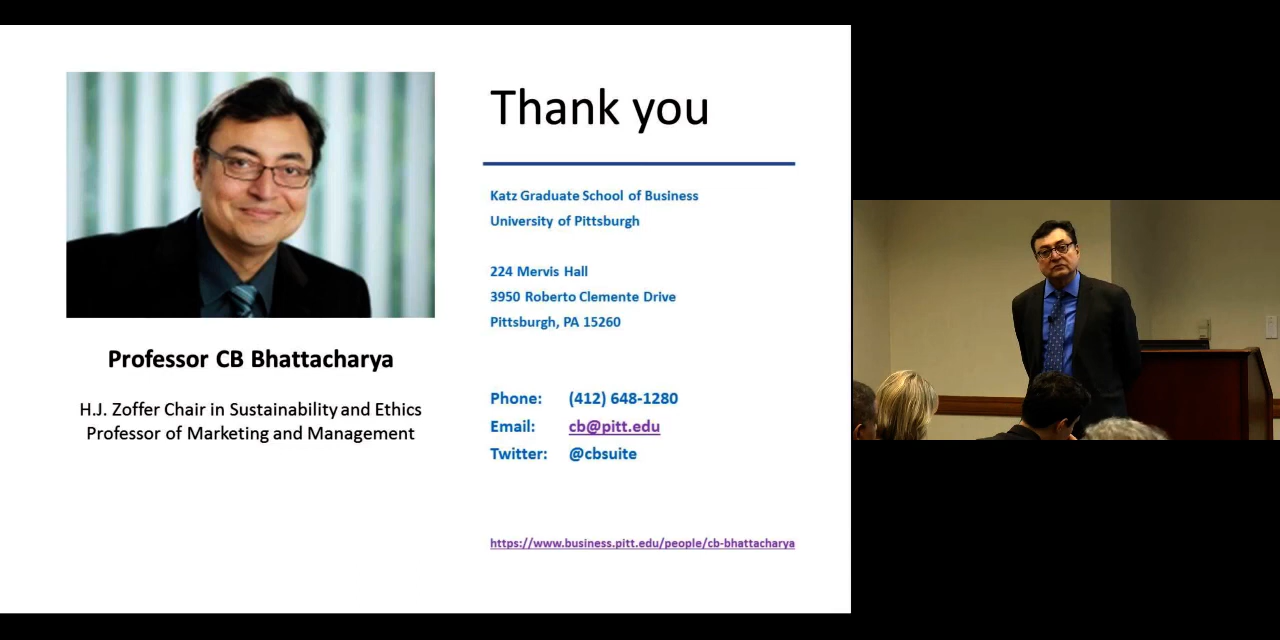 Thank you
Katz Graduate School of Business
University of Pittsburgh
224 Mervis Hall
3950 Roberto Clemente Drive
Pittsburgh, PA 15260
Professor CB Bhattacharya
H.J. Zoffer Chair in Sustainability and Ethics
Professor of Marketing and Management
Phone: (412) 648-1280
Email: cb@pitt.edu
Twitter: @cbsuite
https://www.business.pitt.edu/people/cb-bhattacharya